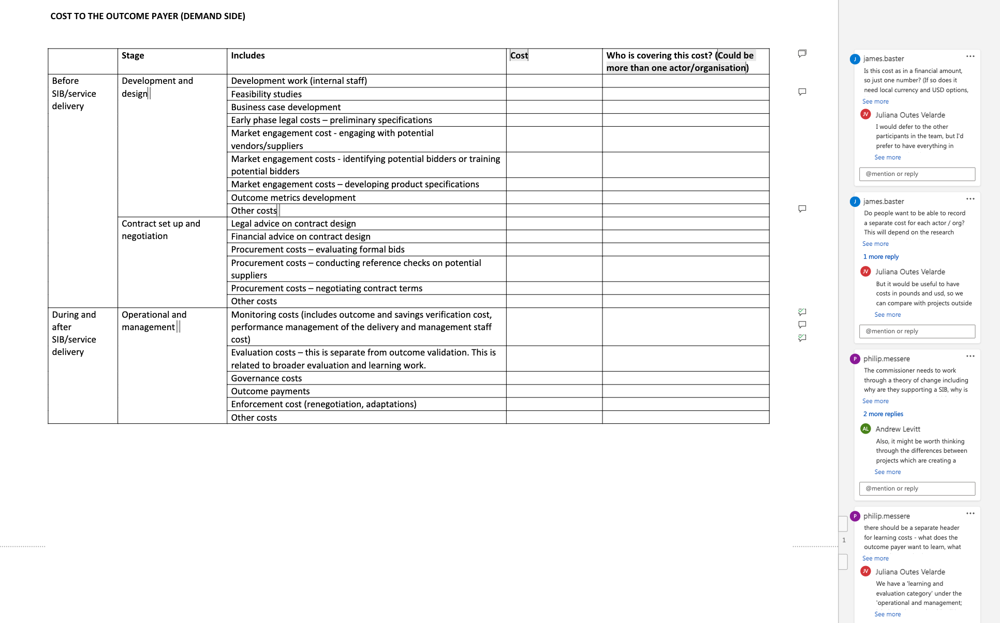 COST TO THE OUTCOME PAYER (DEMAND SIDE)
Stage
Includes
Cost
Who is covering this cost? (Could be
more than one actor/organisation)
Before
SIB/service
delivery
Development and
design
Development work (internal staff)
Feasibility studies
Business case development
Early phase legal costs – preliminary specifications
Market engagement cost - engaging with potential
vendors/suppliers
Market engagement costs - identifying potential bidders or training
potential bidders
Market engagement costs – developing product specifications
Outcome metrics development
Other costs
Contract set up and
negotiation
Legal advice on contract design
Financial advice on contract design
Procurement costs – evaluating formal bids
Procurement costs – conducting reference checks on potential
suppliers
Procurement costs – negotiating contract terms
Other costs
During and
after
SIB/service
delivery
Operational and
management
Monitoring costs (includes outcome and savings verification cost,
performance management of the delivery and management staff
cost)
Evaluation costs – this is separate from outcome validation. This is
related to broader evaluation and learning work.
Governance costs
Outcome payments
Enforcement cost (renegotiation, adaptations)
Other costs
J
james.baster
Is this cost as in a financial amount,
so just one number? (If so does it
need local currency and USD options,
See more
JV
Juliana Outes Velarde
I would defer to the other
participants in the team, but I'd
prefer to have everything in
See more
@mention or reply
J
james.baster
Do people want to be able to record
a separate cost for each actor / org?
This will depend on the research
See more
1 more reply
JV
Juliana Outes Velarde
But it would be useful to have
costs in pounds and usd, so we
can compare with projects outside
See more
@mention or reply
P
philip.messere
The commissioner needs to work
through a theory of change including
why are they supporting a SIB, why is
See more
2 more replies
AL
Andrew Levitt
Also, it might be worth thinking
through the differences between
projects which are creating a
See more
@mention or reply
P
philip.messere
there should be a separate header
for learning costs - what does the
outcome payer want to learn, what
See more
JV
Juliana Outes Velarde
We have a 'learning and
evaluation category' under the
'operational and management;
See more
1